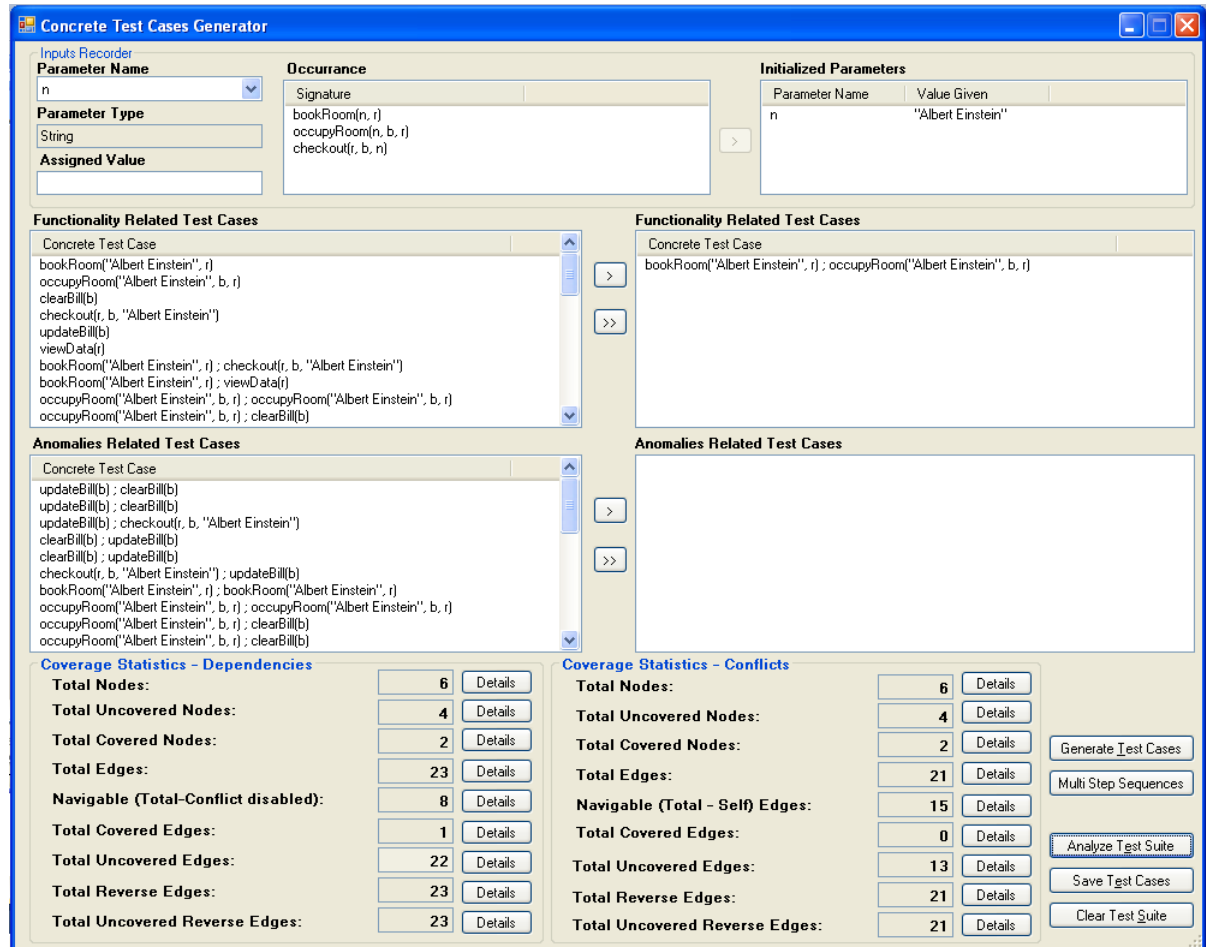 Concrete Test Cases Generator
Inputs Recorder
Parameter Name
n
Parameter Type
String
Assigned Value
Occurrance
Signature
bookRoom(n, r)
occupyRoom(n, b, r)
checkout(r, b, n)
>
Initialized Parameters
Parameter Name Value Given
n "Albert Einstein"
Functionality Related Test Cases
Concrete Test Case
bookRoom("Albert Einstein", r)
occupyRoom("Albert Einstein", b, r)
clearBill(b)
checkout(r, b, "Albert Einstein")
updateBill(b)
viewData(r)
bookRoom("Albert Einstein", r) ; checkout(r, b, "Albert Einstein")
bookRoom("Albert Einstein", r) ; viewData(r)
occupyRoom("Albert Einstein", b, r) ; occupyRoom("Albert Einstein", b, r)
occupyRoom("Albert Einstein", b, r) ; clearBill(b)
>
>>
Functionality Related Test Cases
Concrete Test Case
bookRoom("Albert Einstein", r) ; occupyRoom("Albert Einstein", b, r)
Anomalies Related Test Cases
Concrete Test Case
updateBill(b) ; clearBill(b)
updateBill(b) ; clearBill(b)
updateBill(b) ; checkout(r, b, "Albert Einstein")
clearBill(b) ; updateBill(b)
clearBill(b) ; updateBill(b)
checkout(r, b, "Albert Einstein") ; updateBill(b)
bookRoom("Albert Einstein", r) ; bookRoom("Albert Einstein", r)
occupyRoom("Albert Einstein", b, r) ; occupyRoom("Albert Einstein", b, r)
occupyRoom("Albert Einstein", b, r) ; clearBill(b)
occupyRoom("Albert Einstein", b, r) ; clearBill(b)
>
>>
Anomalies Related Test Cases
Coverage Statistics - Dependencies
Total Nodes: 6 Details
Total Uncovered Nodes: 4 Details
Total Covered Nodes: 2 Details
Total Edges: 23 Details
Navigable (Total-Conflict disabled): 8 Details
Total Covered Edges: 1 Details
Total Uncovered Edges: 22 Details
Total Reverse Edges: 23 Details
Total Uncovered Reverse Edges: 23 Details
Coverage Statistics - Conflicts
Total Nodes: 6 Details
Total Uncovered Nodes: 4 Details
Total Covered Nodes: 2 Details
Total Edges: 21 Details
Navigable (Total - Self) Edges: 15 Details
Total Covered Edges: 0 Details
Total Uncovered Edges: 13 Details
Total Reverse Edges: 21 Details
Total Uncovered Reverse Edges: 21 Details
Generate Test Cases
Multi Step Sequences
Analyze Test Suite
Save Test Cases
Clear Test Suite